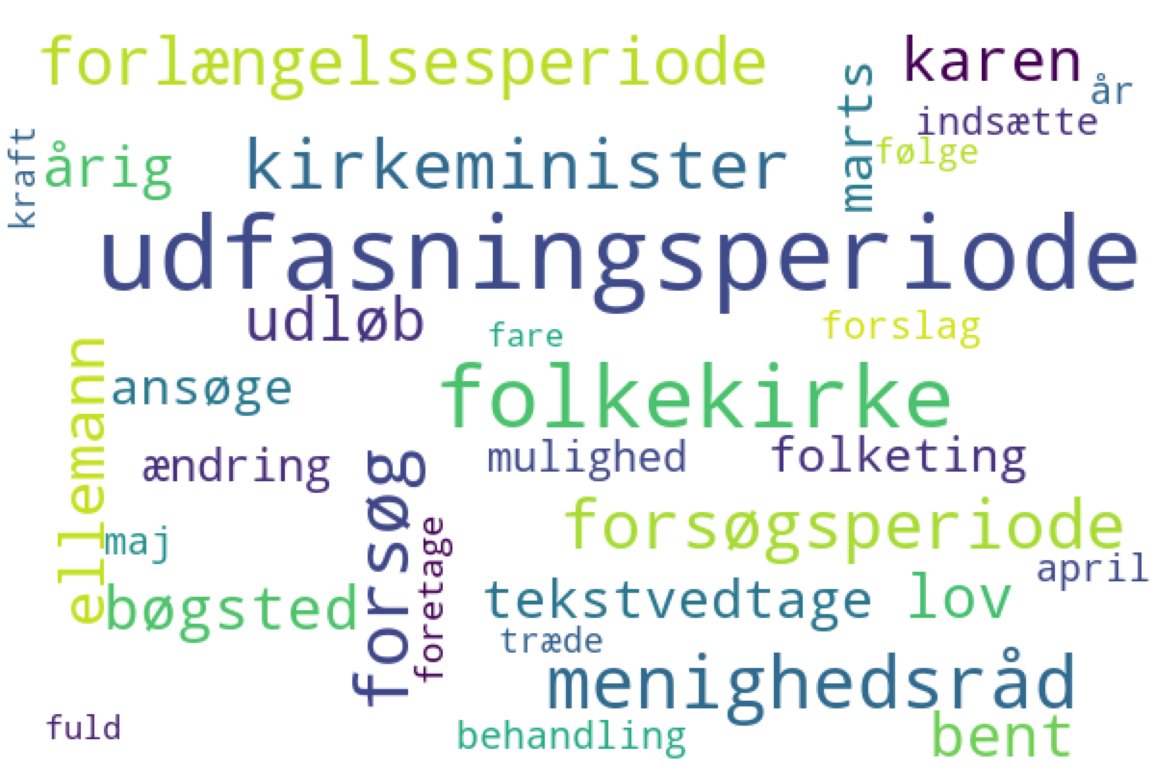 forlængelsesperiode
karen
marts
år
indsætte
følge
kraft
årig
kirkeminister
udfasningsperiode
udløb
fare
forslag
ellemann
ansøge
folkekirke
ændring
forsøg
mulighed
folketing
forsøgsperiode
maj
foretage
april
bøgsted
tekstvedtage
lov
træde
menighedsråd
fuld
behandling
bent